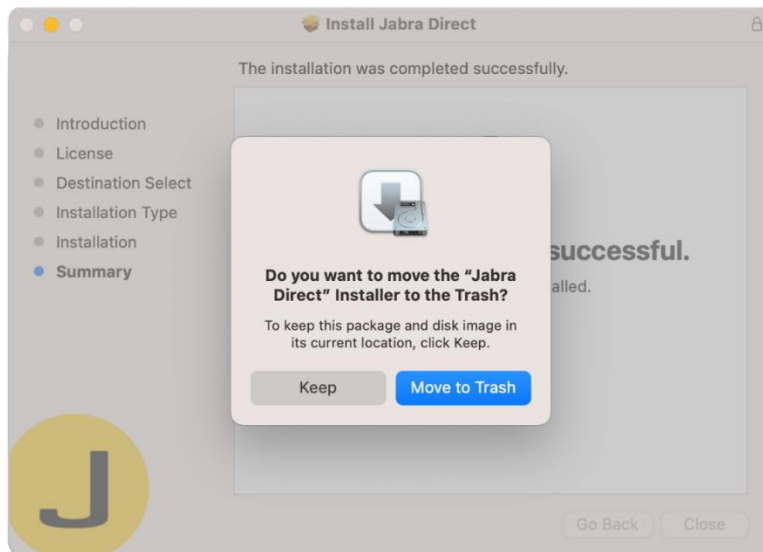 Install Jabra Direct
The installation was completed successfully.
Introduction
License
Destination Select
Installation Type
Installation
Summary
successful.
alled.
Do you want to move the “Jabra
Direct” Installer to the Trash?
To keep this package and disk image in
its current location, click Keep.
Keep
Move to Trash
J
Go Back
Close